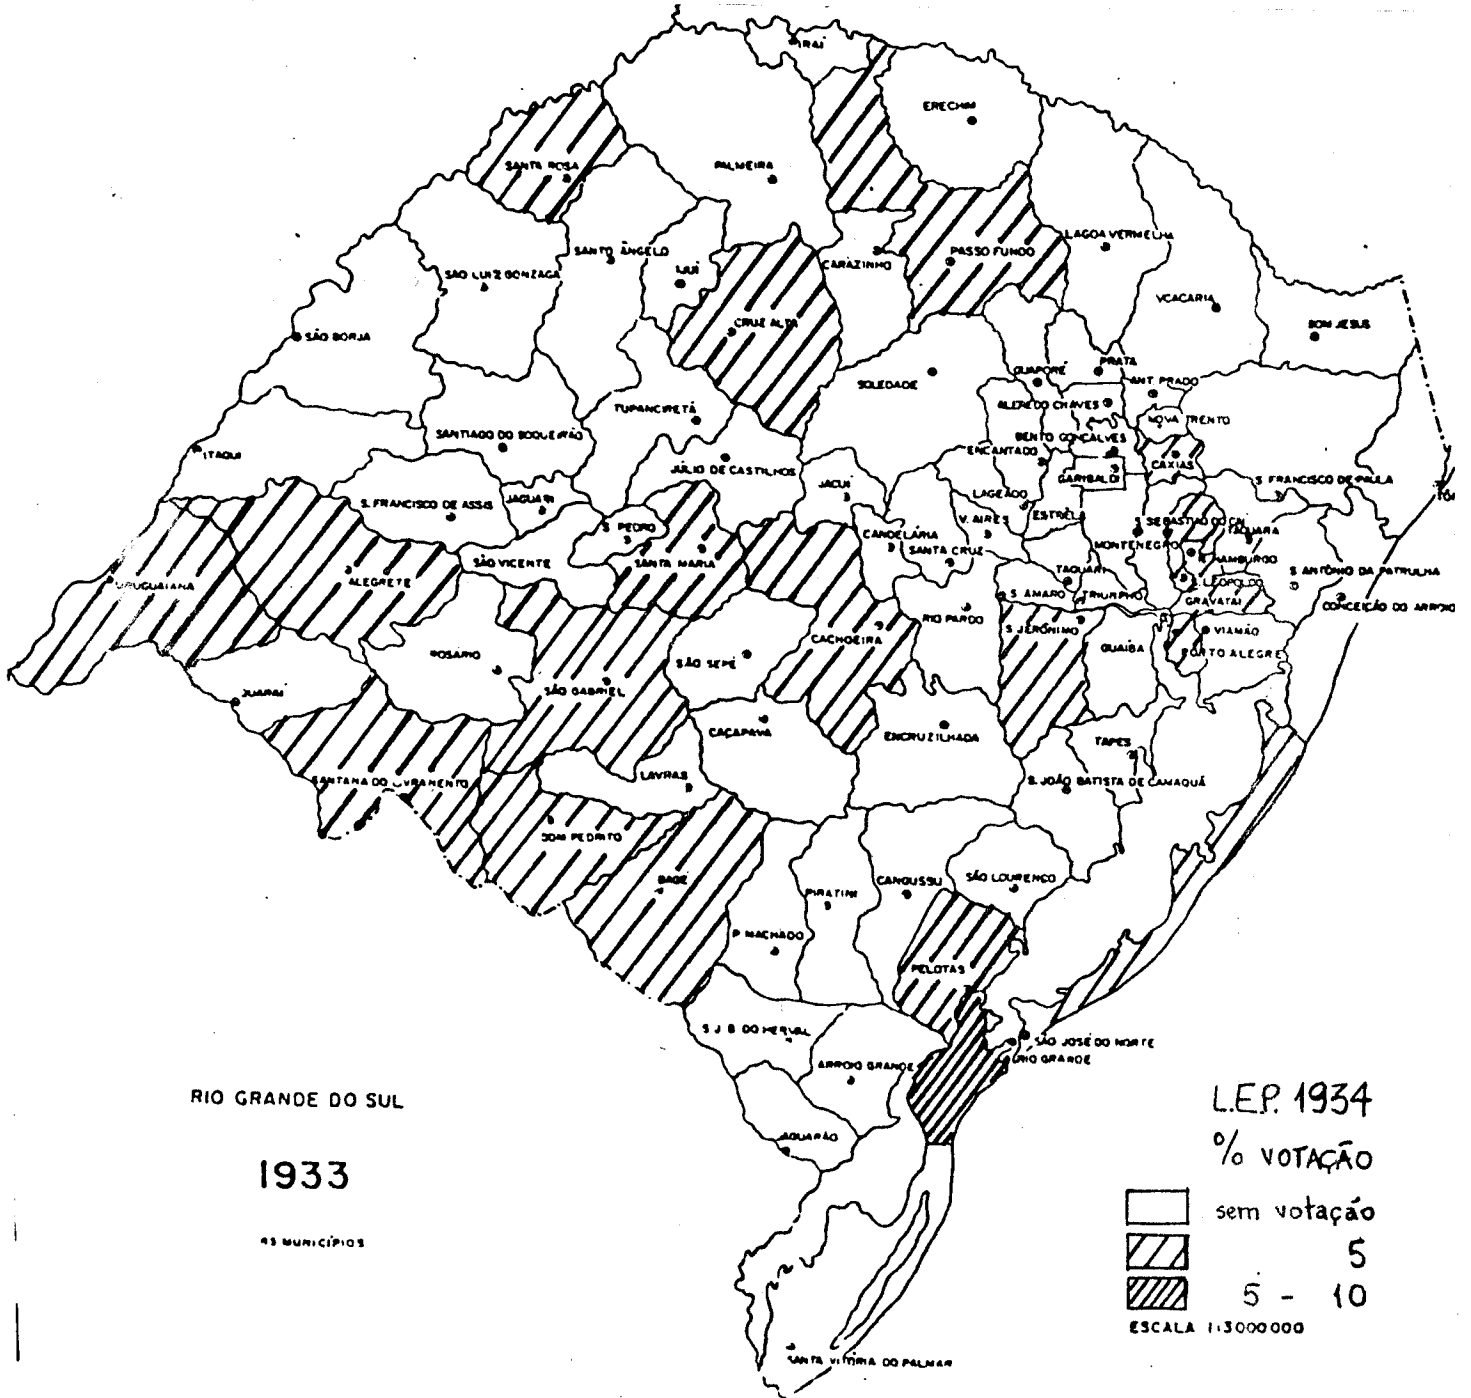 IRAÍ
ERECHIM
SANTA ROSA
PALMEIRA
LAGOA VERMELHA
SANTO ÂNGELO
PASSO FUNDO
CARAZINHO
IJUÍ
SÃO LUIZ GONZAGA
VCACARIA
CRUZ ALTA
BOM JESUS
SÃO BORJA
PRATA
GUAPORÉ
SOLEDADE
ANT. PRADO
ALFREDO CHAVES
TUPANCIRETÃ
NOVA TRENTO
SANTIAGO DO BOQUEIRÃO
BENTO GONÇALVES
ITAQUI
ENCANTADO
CAXIAS
JÚLIO DE CASTILHOS
GARIBALDI
S. FRANCISCO DE PAULA
JACUÍ
LAGEADO
S. FRANCISCO DE ASSIS
JAGUARI
V. AIRES
ESTRÊLA
S. PEDRO
S. SEBASTIÃO DO CAÍ
TAQUARA
CANDELÁRIA
MONTENEGRO
SANTA CRUZ
N. HAMBURGO
SÃO VICENTE
SANTA MARIA
TAQUARI
S. ANTÔNIO DA PATRULHA
URUGUAIANA
ALEGRETE
S. LEOPOLDO
S. AMARO
TRIUMPHO
GRAVATAÍ
CONCEIÇÃO DO ARROIO
RIO PARDO
S. JERÔNIMO
VIAMÃO
CACHOEIRA
GUAÍBA
PORTO ALEGRE
ROSÁRIO
SÃO SEPÉ
SÃO GABRIEL
CAÇAPAVA
ENCRUZILHADA
TAPES
SANTANA DO LIVRAMENTO
LAVRAS
S. JOÃO BATISTA DE CAMAQUÃ
DOM PEDRITO
BAGÉ
PIRATINI
CANGUSSU
SÃO LOURENÇO
P. MACHADO
PELOTAS
S. J. B. DO HERVAL
SÃO JOSÉ DO NORTE
RIO GRANDE
ARROIO GRANDE
JAGUARÃO
SANTA VITÓRIA DO PALMAR
RIO GRANDE DO SUL
1933
MUNICÍPIOS
L.E.P. 1934
% VOTAÇÃO
sem votação
5
5 - 10
ESCALA 1:3000000